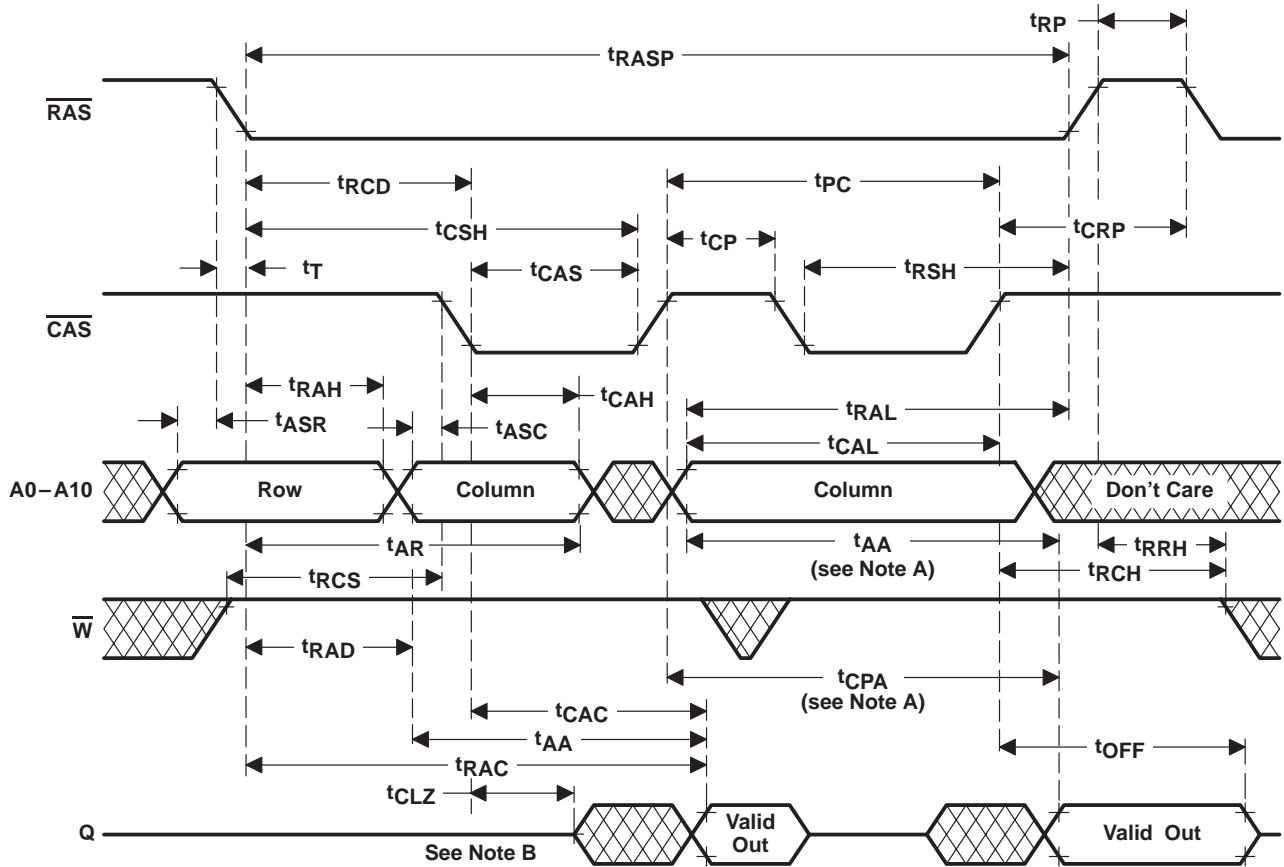 tRP
tRASP
RAS
tRCD
tPC
tCSH
tCP
tCRP
tT
tCAS
tRSH
CAS
tRAH
tCAH
tRAL
tASR
tASC
tCAL
A0–A10
Row
Column
Column
Don't Care
tAR
tAA
(see Note A)
tRRH
tRCS
tRCH
W
tRAD
tCPA
(see Note A)
tCAC
tAA
tOFF
tRAC
tCLZ
Q
See Note B
Valid
Out
Valid Out